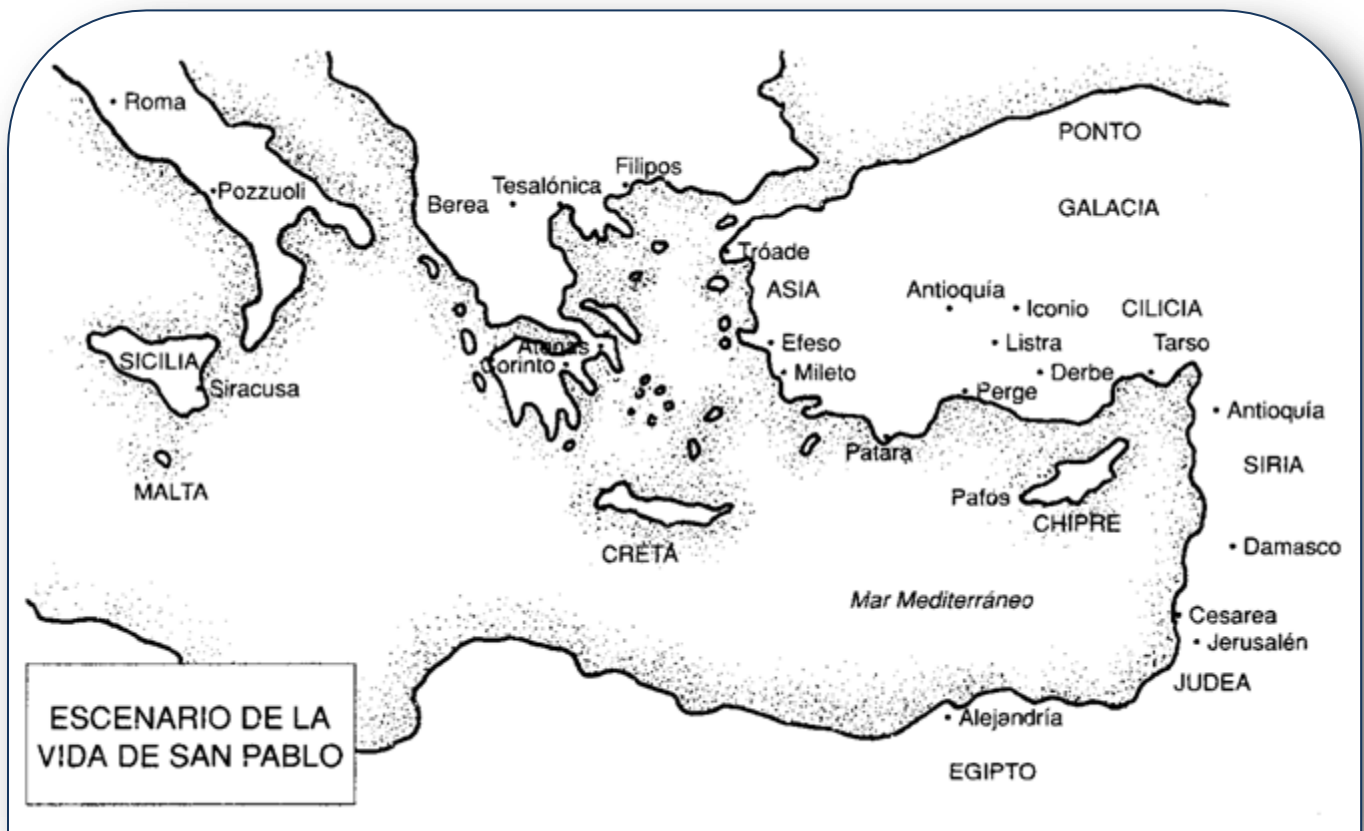 Roma
PONTO
Filipos
Tesalónica
Pozzuoli
Berea
GALACIA
Tróade
ASIA
Antioquía
Iconio
CILICIA
Efeso
Listra
Tarso
Atenas
SICILIA
Corinto
Mileto
Derbe
Siracusa
Perge
Antioquía
Patara
SIRIA
MALTA
Pafos
CHIPRE
CRETA
Damasco
Mar Mediterráneo
Cesarea
Jerusalén
JUDEA
ESCENARIO DE LA
VIDA DE SAN PABLO
Alejandría
EGIPTO